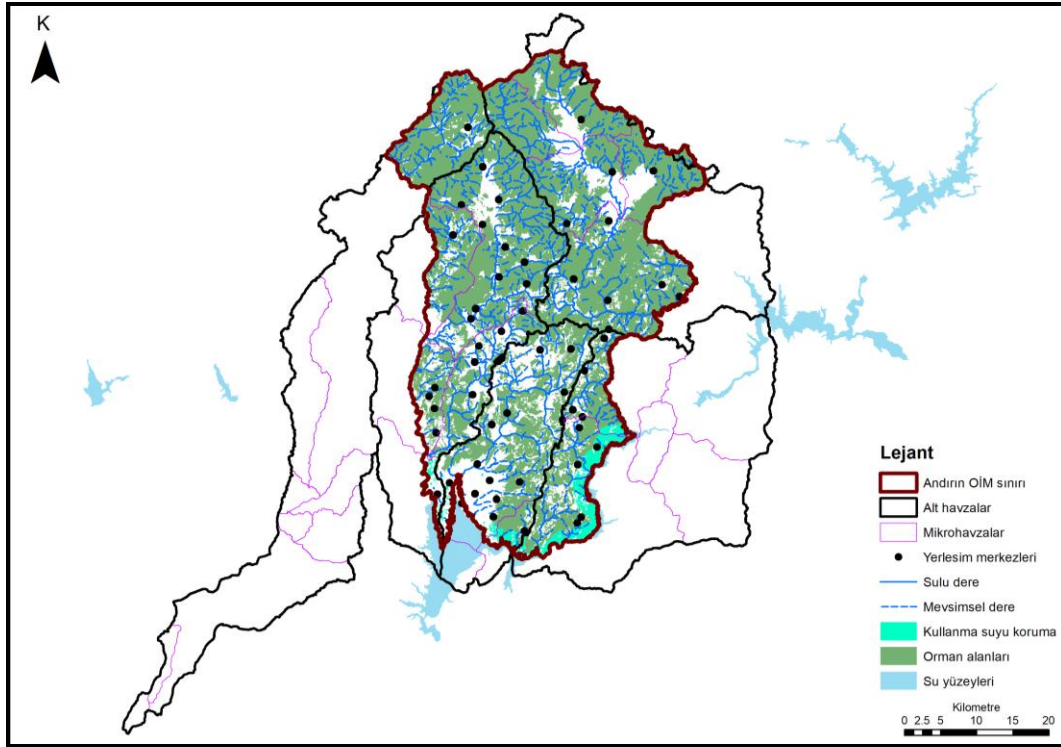 K
Lejant
Andırın OİM sınırı
Alt havzalar
Mikrohavzalar
Yerlesim merkezleri
Sulu dere
Mevsimsel dere
Kullanma suyu koruma
Orman alanları
Su yüzeyleri
Kilometre
0 2.5 5 10 15 20